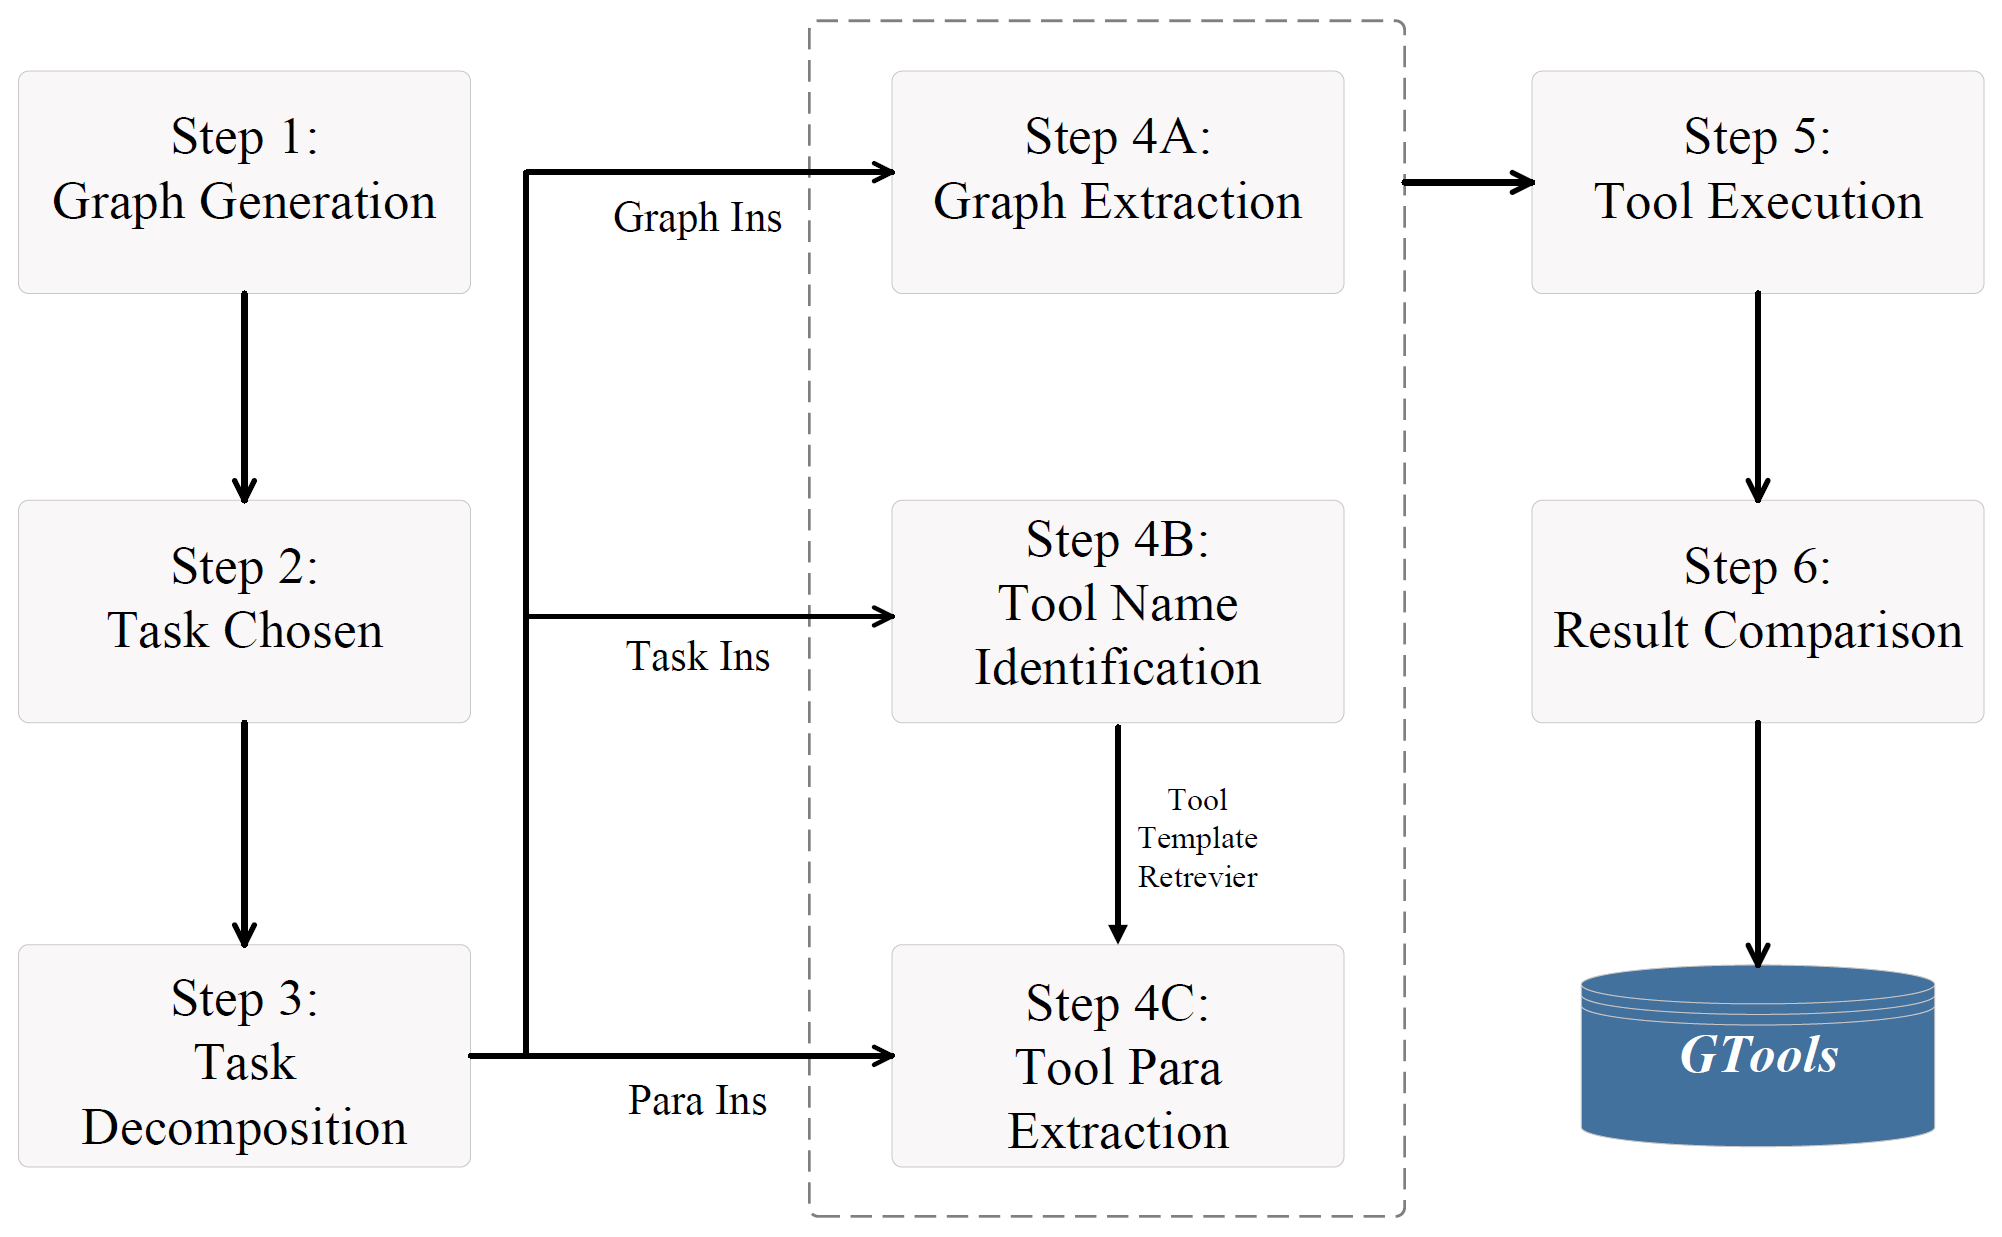 Step 1:
Graph Generation
Step 2:
Task Chosen
Step 3:
Task
Decomposition
Graph Ins
Task Ins
Para Ins
Step 4A:
Graph Extraction
Step 4B:
Tool Name
Identification
Tool
Template
Retrevier
Step 4C:
Tool Para
Extraction
Step 5:
Tool Execution
Step 6:
Result Comparison
GTools